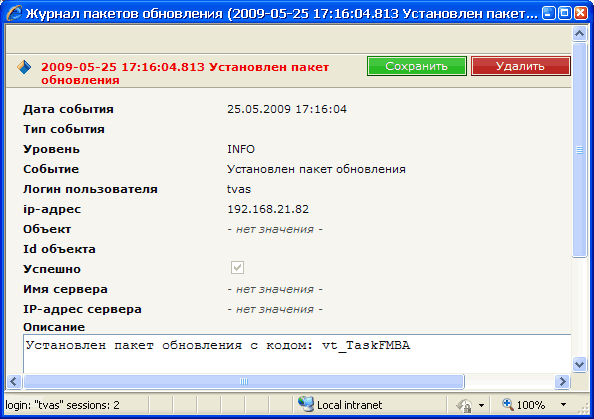 Журнал пакетов обновления (2009-05-25 17:16:04.813 Установлен пакет...
2009-05-25 17:16:04.813 Установлен пакет обновления
Сохранить
Удалить
Дата события 25.05.2009 17:16:04
Тип события
Уровень INFO
Событие Установлен пакет обновления
Логин пользователя tvas
ip-адрес 192.168.21.82
Объект - нет значения -
Id объекта
Успешно
Имя сервера - нет значения -
IP-адрес сервера - нет значения -
Описание
Установлен пакет обновления с кодом: vt_TaskFMBA
login: "tvas" sessions: 2 Local intranet 100%